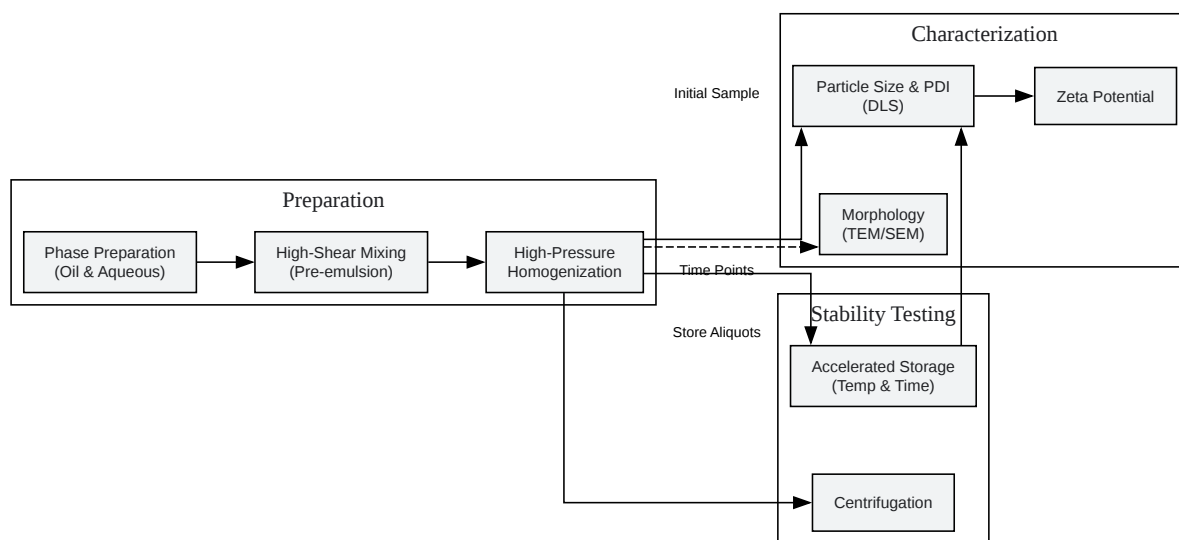 Characterization
Initial Sample
Particle Size & PDI
(DLS)
Zeta Potential
Preparation
Morphology
(TEM/SEM)
Phase Preparation
(Oil & Aqueous)
High-Shear Mixing
(Pre-emulsion)
High-Pressure
Homogenization
Time Points
Stability Testing
Store Aliquots
Accelerated Storage
(Temp & Time)
Centrifugation